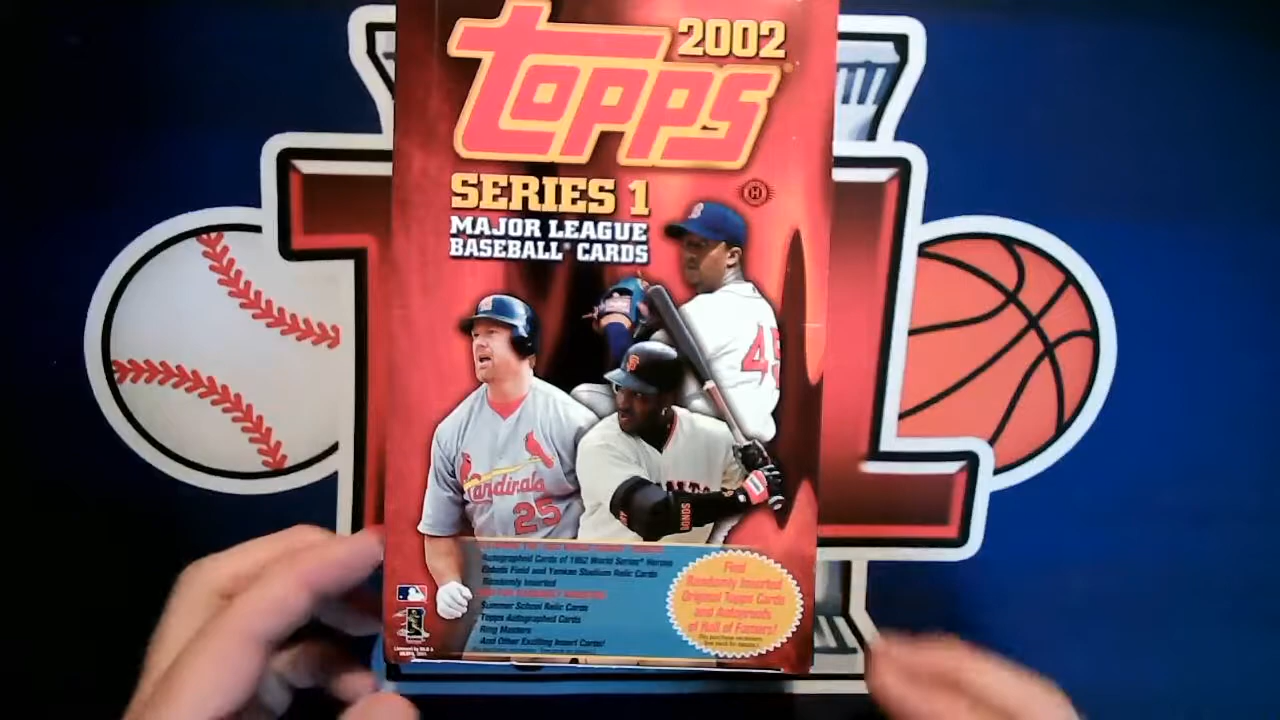 2002
Topps
SERIES 1
MAJOR LEAGUE
BASEBALL® CARDS
H
B
45
SF
Cardinals
25
BONDS
Autographed Cards of 1952 World Series® Heroes
Ebbets Field and Yankee Stadium Relic Cards
Randomly Inserted
Summer School Relic Cards
Topps Autographed Cards
Ring Masters
And Other Exciting Insert Cards!
Find
Randomly Inserted
Original Topps Cards
and Autographs
of Hall of Famers!
L